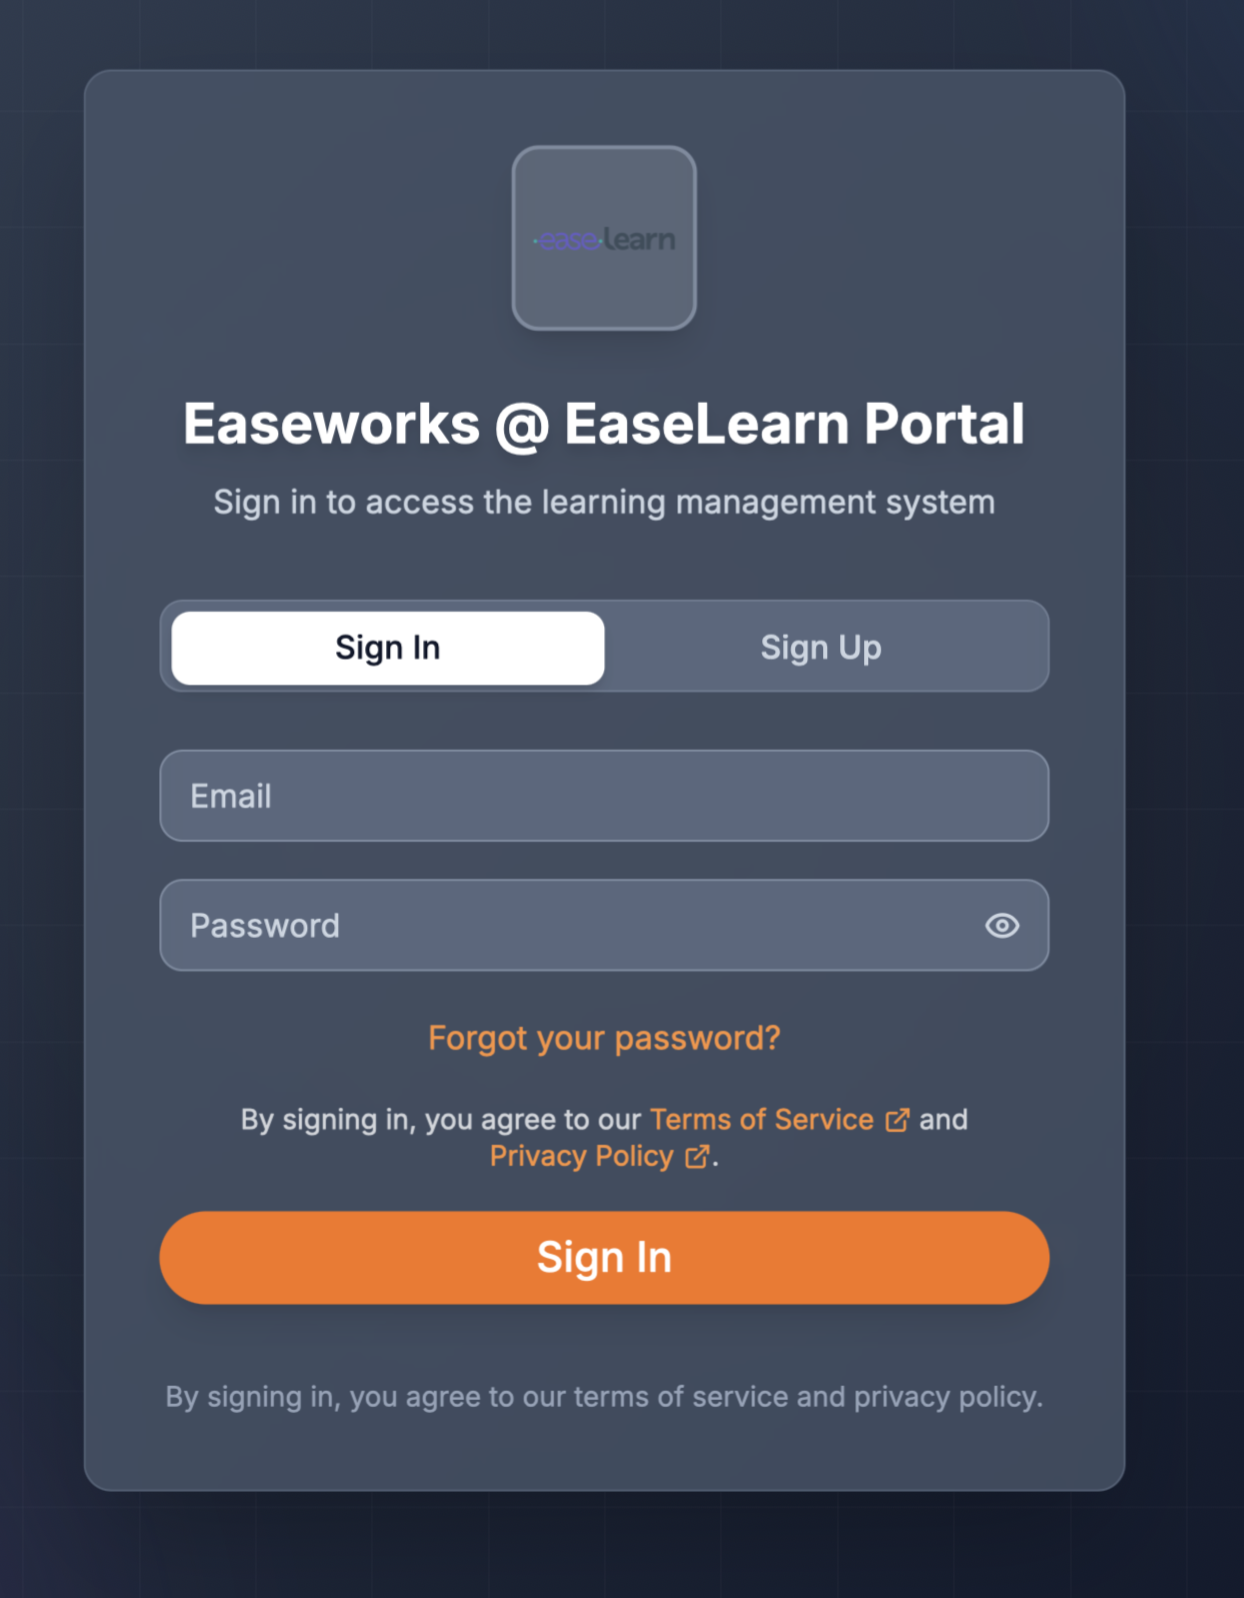 ease learn
Easeworks @ EaseLearn Portal
Sign in to access the learning management system
Sign In
Sign Up
Email
Password
Forgot your password?
By signing in, you agree to our Terms of Service and
Privacy Policy.
Sign In
By signing in, you agree to our terms of service and privacy policy.